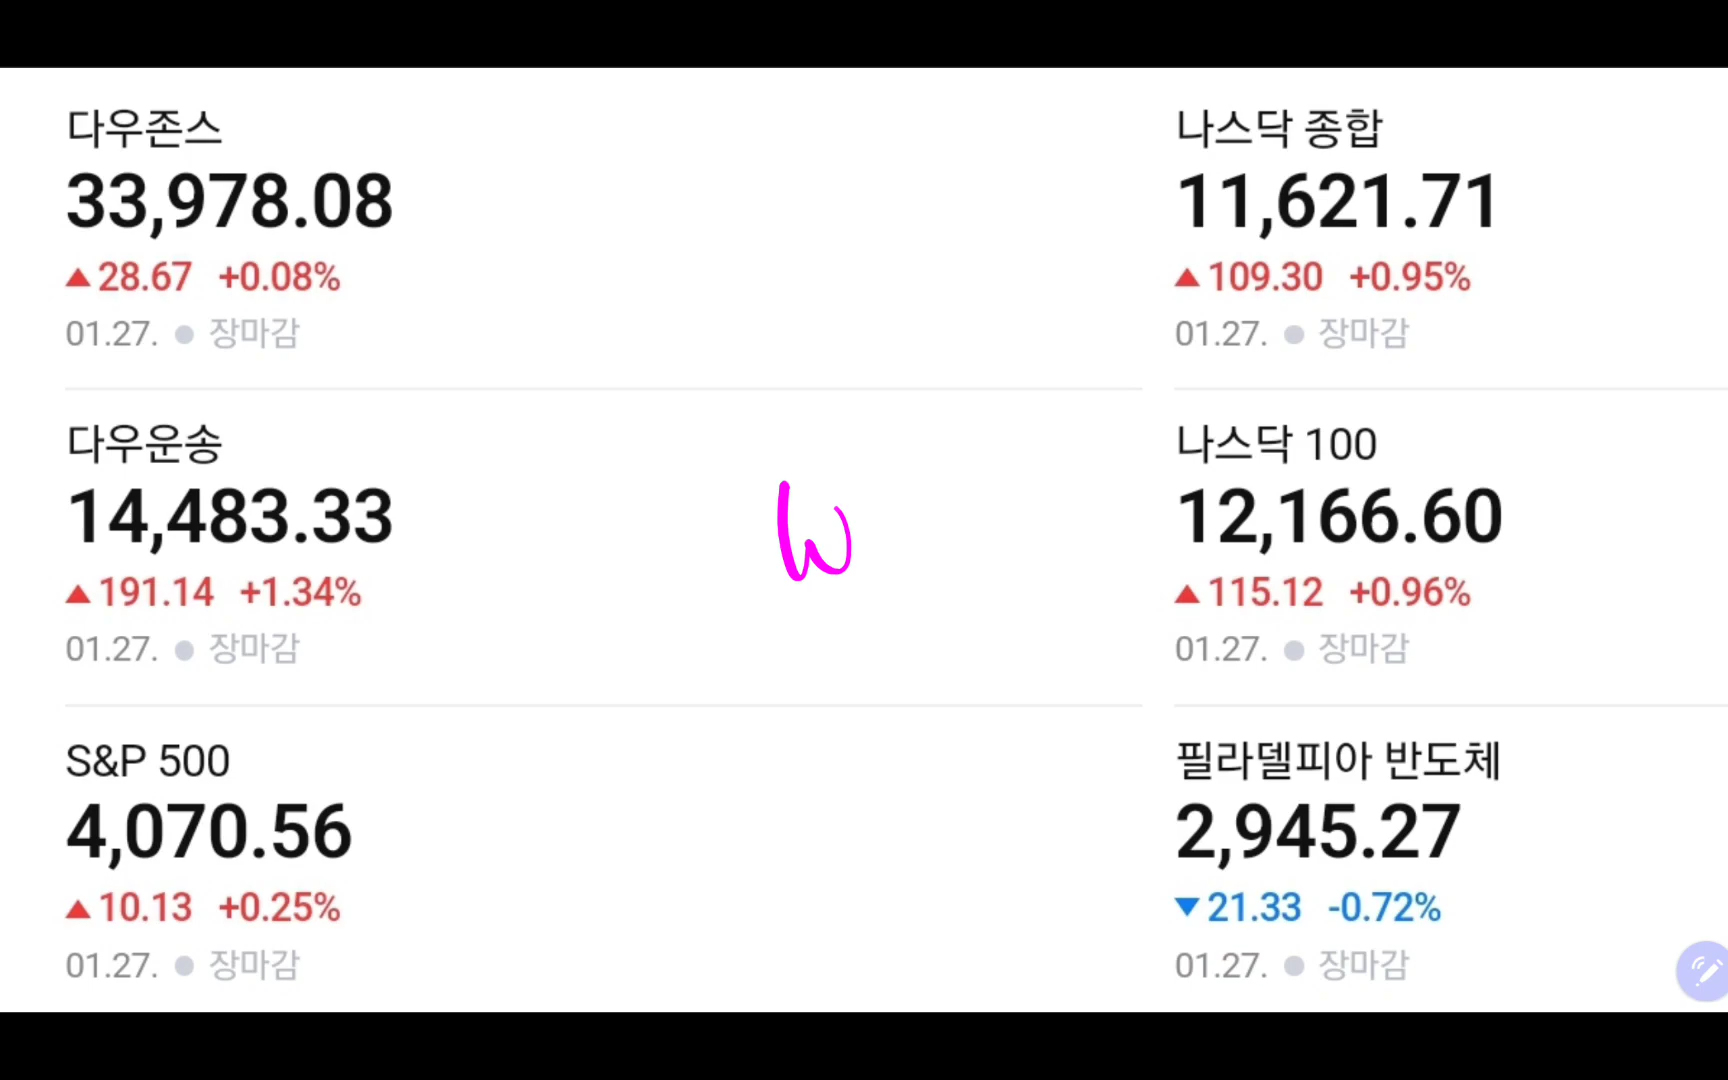 다우존스
33,978.08
▲28.67 +0.08%
01.27. ● 장마감
다우운송
14,483.33
▲191.14 +1.34%
01.27. ● 장마감
S&P 500
4,070.56
▲10.13 +0.25%
01.27. ● 장마감
나스닥 종합
11,621.71
▲109.30 +0.95%
01.27. ● 장마감
나스닥 100
12,166.60
▲115.12 +0.96%
01.27. ● 장마감
필라델피아 반도체
2,945.27
▼21.33 -0.72%
01.27. ● 장마감